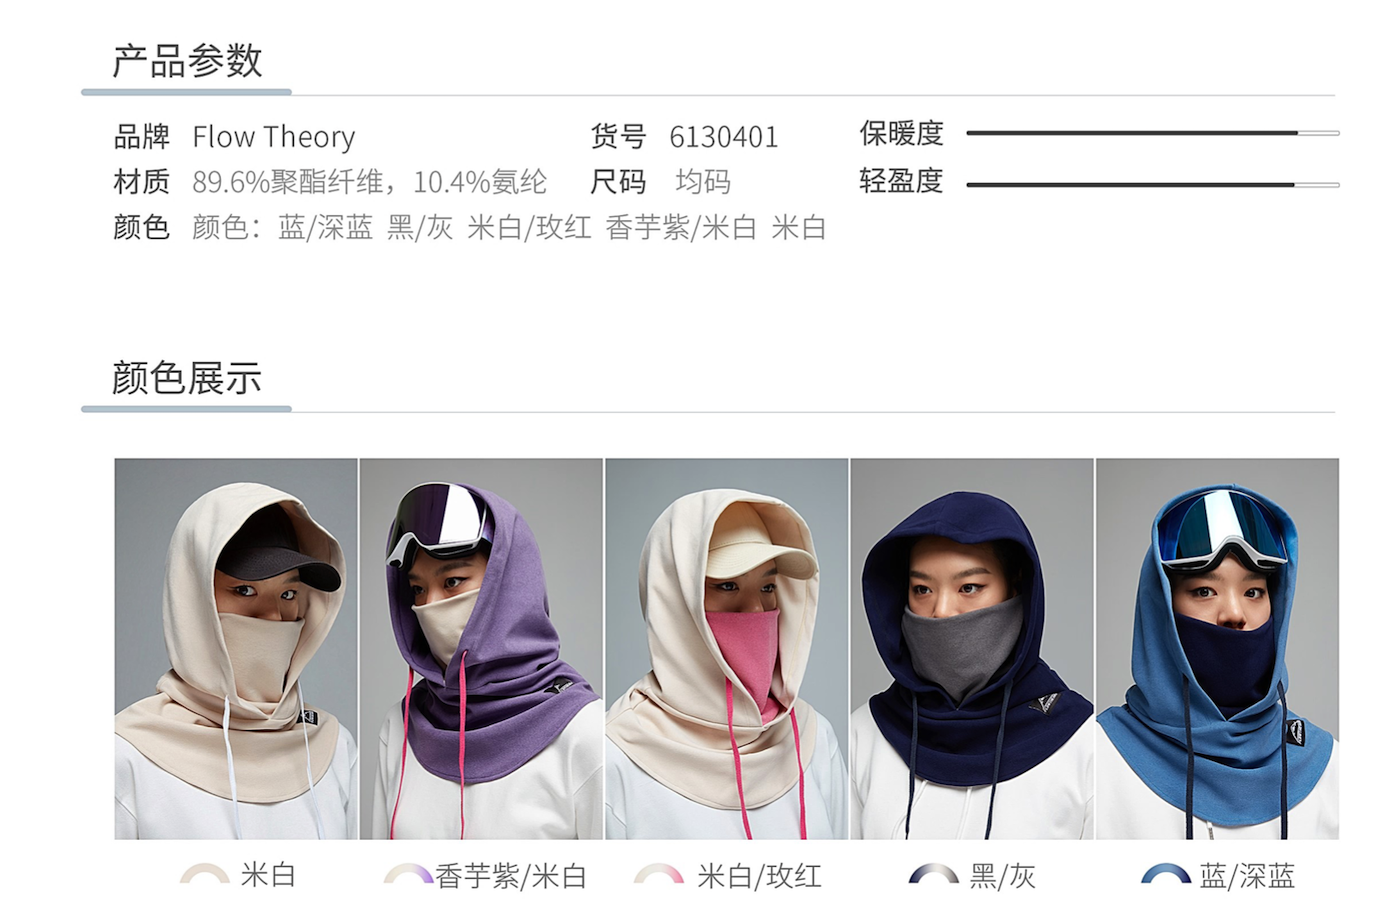 产品参数
品牌 Flow Theory 货号 6130401 保暖度
材质 89.6%聚酯纤维，10.4%氨纶 尺码 均码 轻盈度
颜色 颜色：蓝/深蓝 黑/灰 米白/玫红 香芋紫/米白 米白
颜色展示
米白 香芋紫/米白 米白/玫红 黑/灰 蓝/深蓝